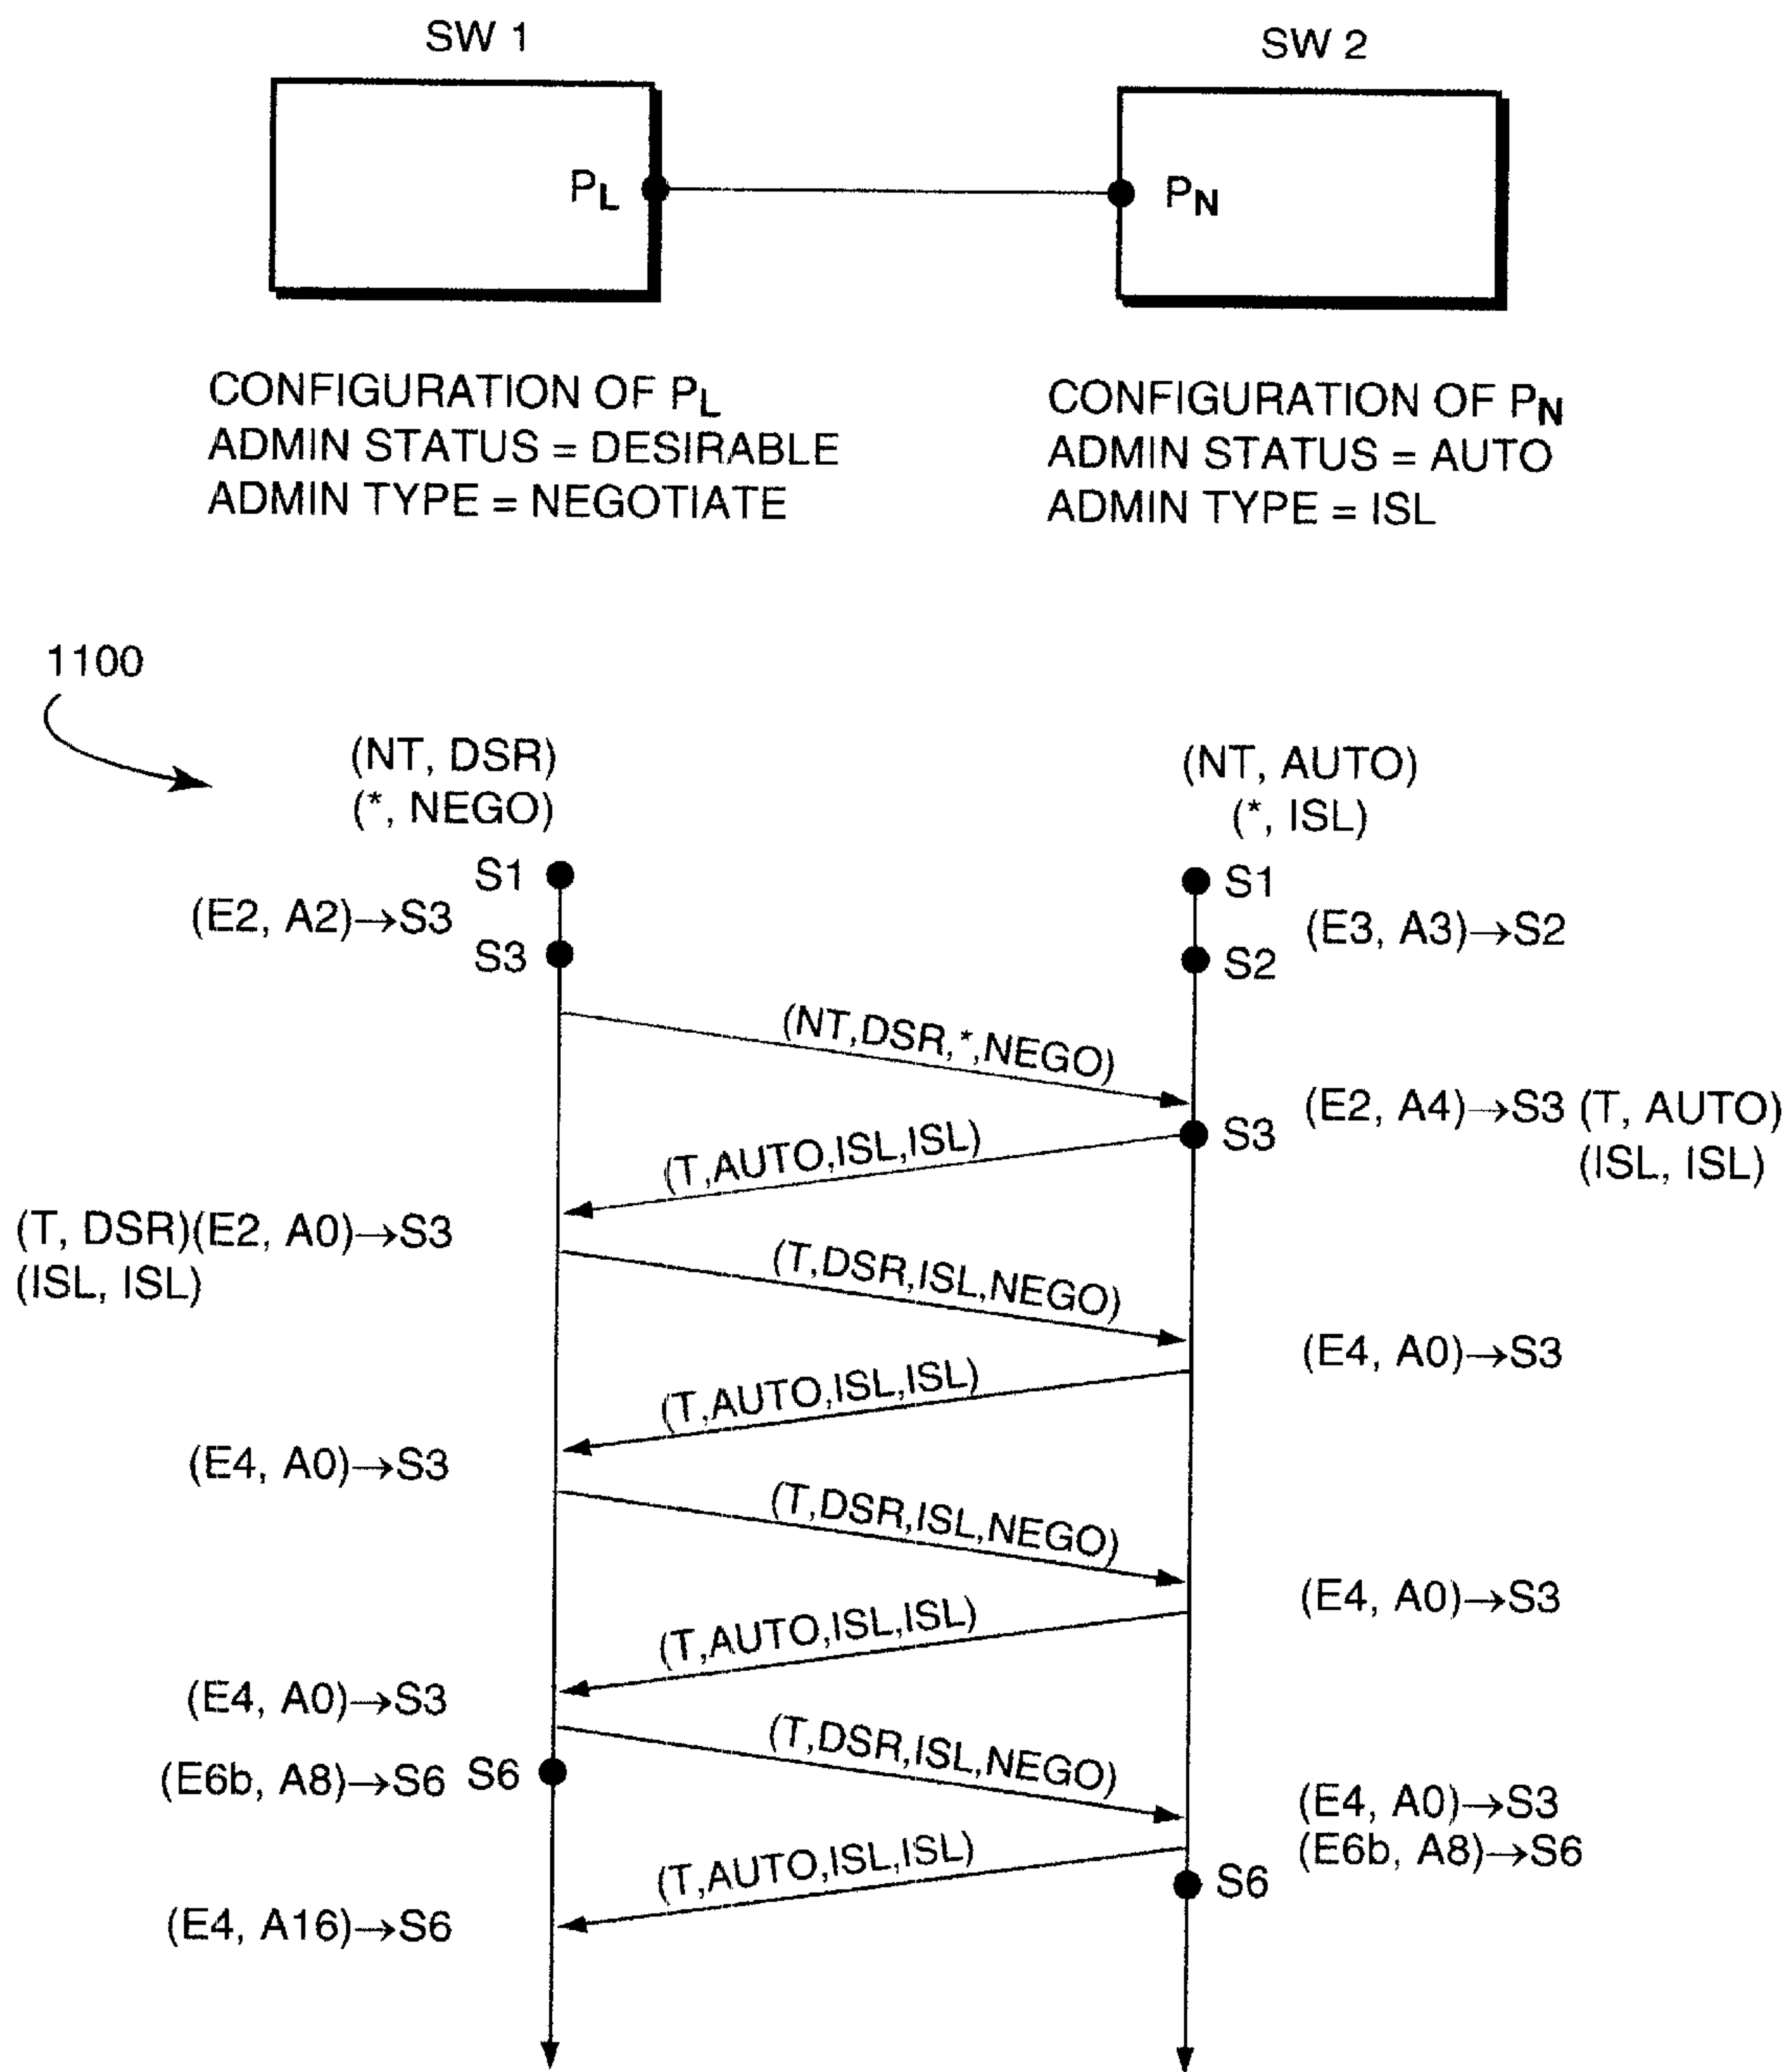 SW 1
SW 2
PL
PN
CONFIGURATION OF PL
ADMIN STATUS = DESIRABLE
ADMIN TYPE = NEGOTIATE
CONFIGURATION OF PN
ADMIN STATUS = AUTO
ADMIN TYPE = ISL
1100
(NT, DSR)
(*, NEGO)
(NT, AUTO)
(*, ISL)
S1
S1
(E2, A2)→S3
(E3, A3)→S2
S3
S2
(NT,DSR,*,NEGO)
(E2, A4)→S3 (T, AUTO)
(ISL, ISL)
S3
(T,AUTO,ISL,ISL)
(T, DSR)(E2, A0)→S3
(ISL, ISL)
(T,DSR,ISL,NEGO)
(E4, A0)→S3
(T,AUTO,ISL,ISL)
(E4, A0)→S3
(T,DSR,ISL,NEGO)
(E4, A0)→S3
(T,AUTO,ISL,ISL)
(E4, A0)→S3
(T,DSR,ISL,NEGO)
(E6b, A8)→S6 S6
(E4, A0)→S3
(E6b, A8)→S6
(T,AUTO,ISL,ISL)
S6
(E4, A16)→S6